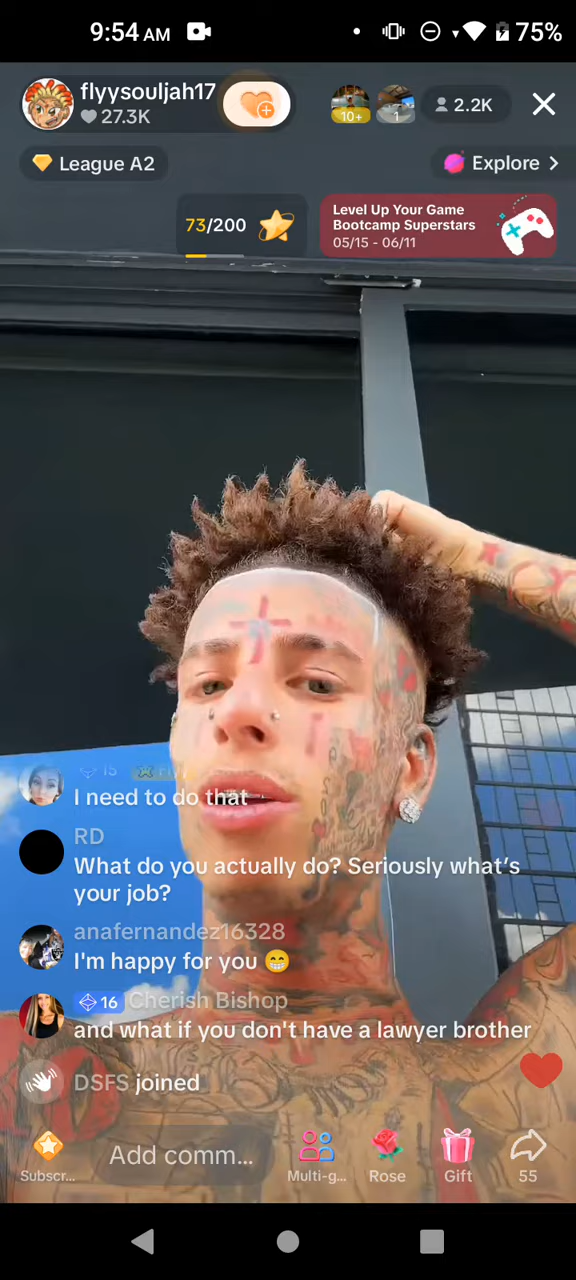 9:54 AM
75%
flyysouljah17
27.3K
10+
1
2.2K
League A2
Explore >
73/200
Level Up Your Game
Bootcamp Superstars
05/15 - 06/11
15
I need to do that
RD
What do you actually do? Seriously what's
your job?
anafernandez16328
I'm happy for you 😁
16 Cherish Bishop
and what if you don't have a lawyer brother
DSFS joined
Add comm...
Subscr...
Multi-g...
Rose
Gift
55